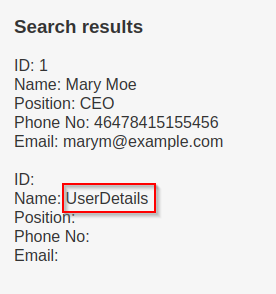 Search results
ID: 1
Name: Mary Moe
Position: CEO
Phone No: 46478415155456
Email: marym@example.com
ID:
Name: UserDetails
Position:
Phone No:
Email: